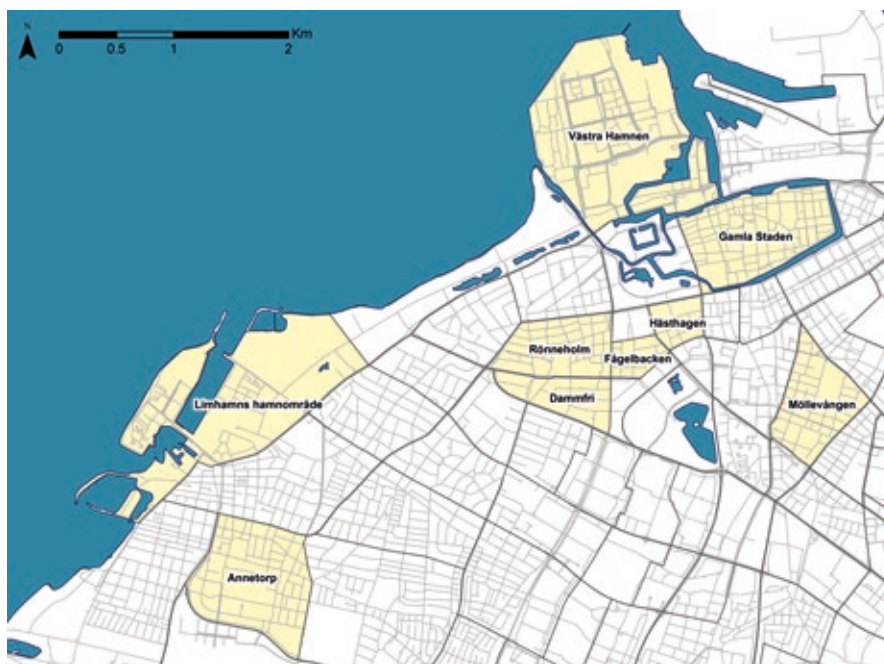 N
Km
0 0.5 1 2
Västra Hamnen
Gamla Staden
Hästhagen
Rönneholm
Fågelbacken
Dammfri
Limhamns hamnområde
Möllevången
Annetorp